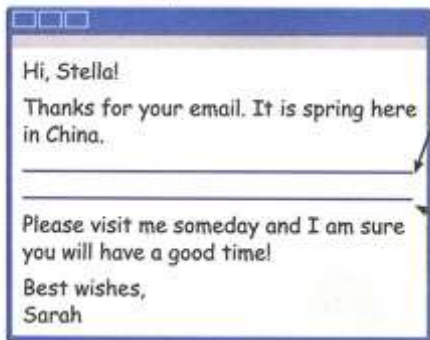 Hi, Stella!
Thanks for your email. It is spring here
in China.
Please visit me someday and I am sure
you will have a good time!
Best wishes,
Sarah